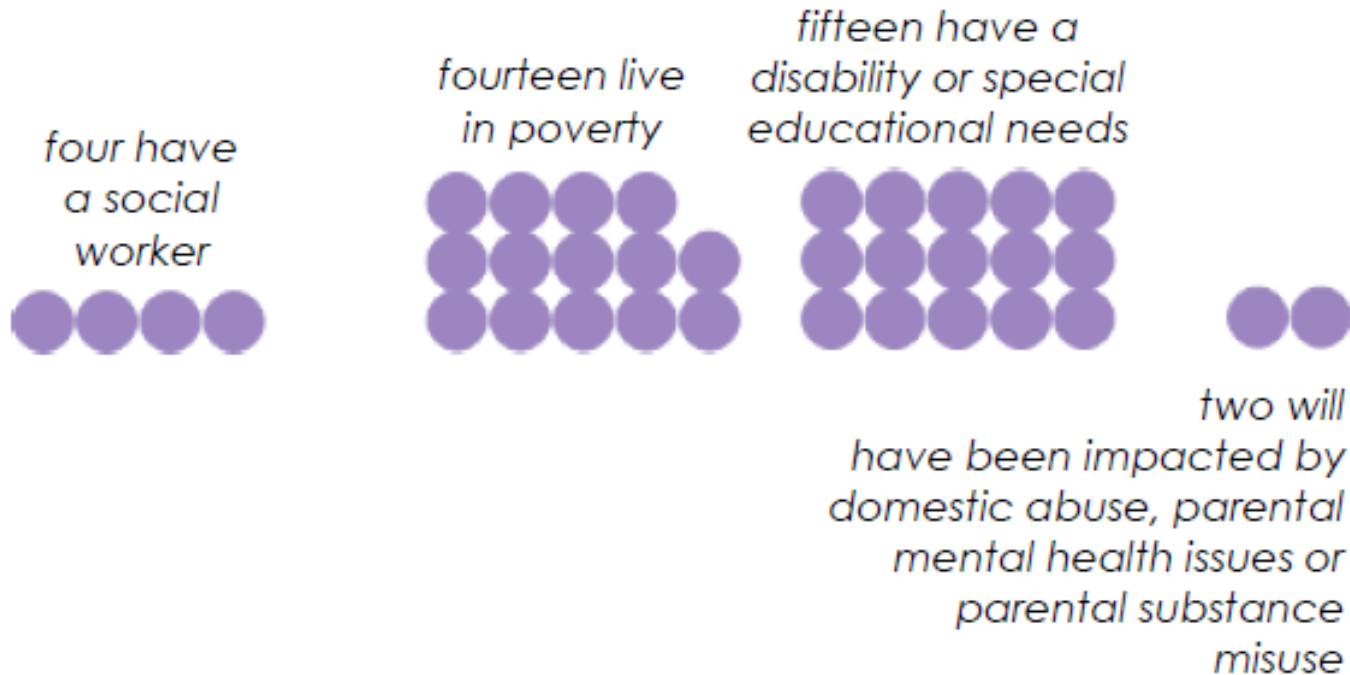 four have
a social
worker
fourteen live
in poverty
fifteen have a
disability or special
educational needs
two will
have been impacted by
domestic abuse, parental
mental health issues or
parental substance
misuse